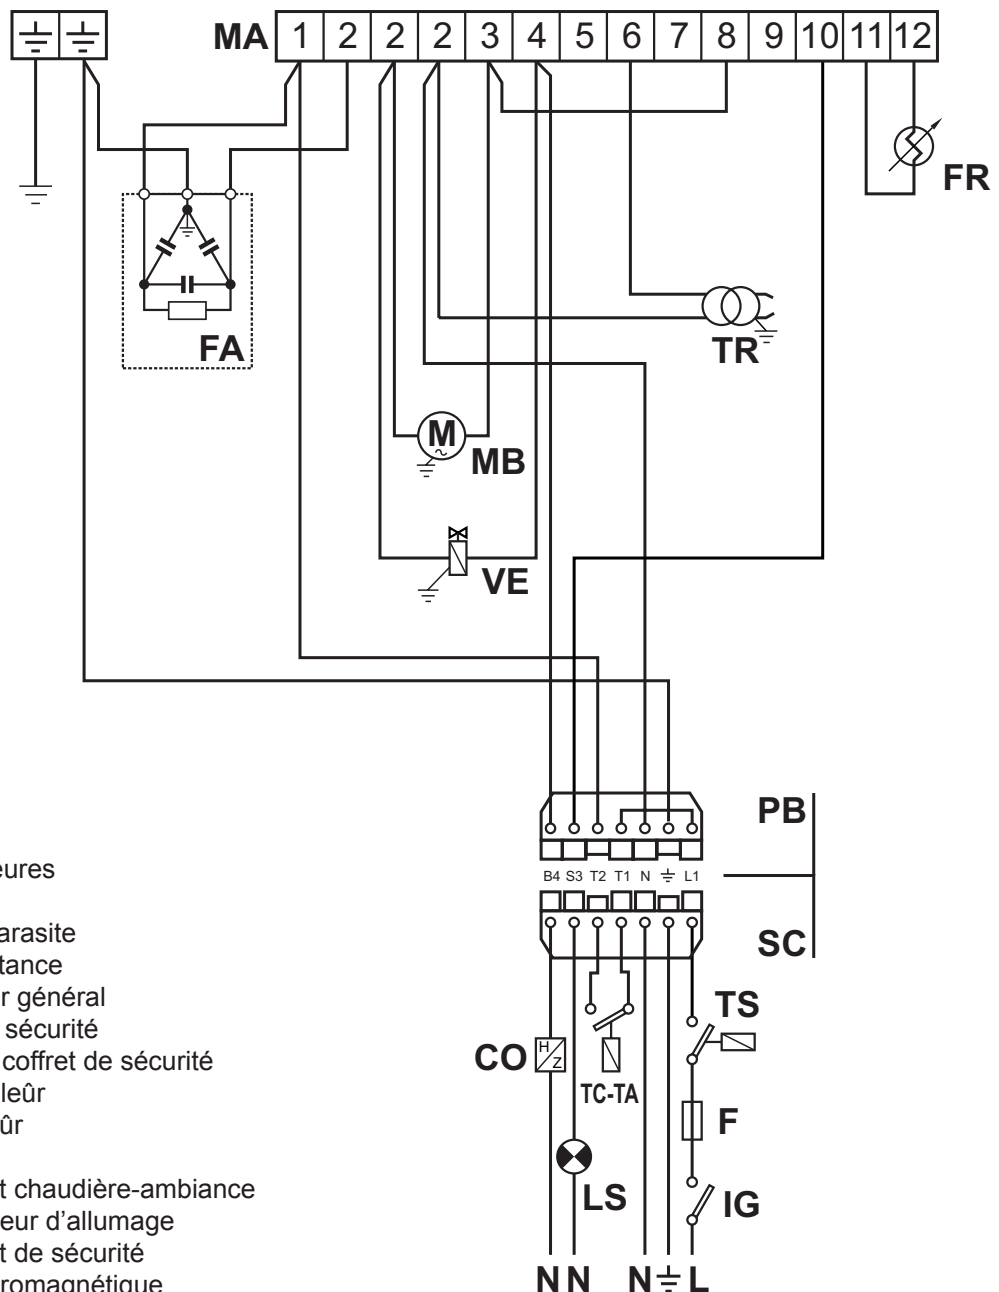 MA 1 2 2 2 3 4 5 6 7 8 9 10 11 12
FR
FA
TR
M
MB
VE
PB
B4 S3 T2 T1 N L1
SC
TS
H
Z
CO
TC-TA
F
LS
IG
N N N L
eures
arasite
tance
r général
sécurité
coffret de sécurité
leûr
ûr
t chaudière-ambiance
eur d’allumage
t de sécurité
romagnétique